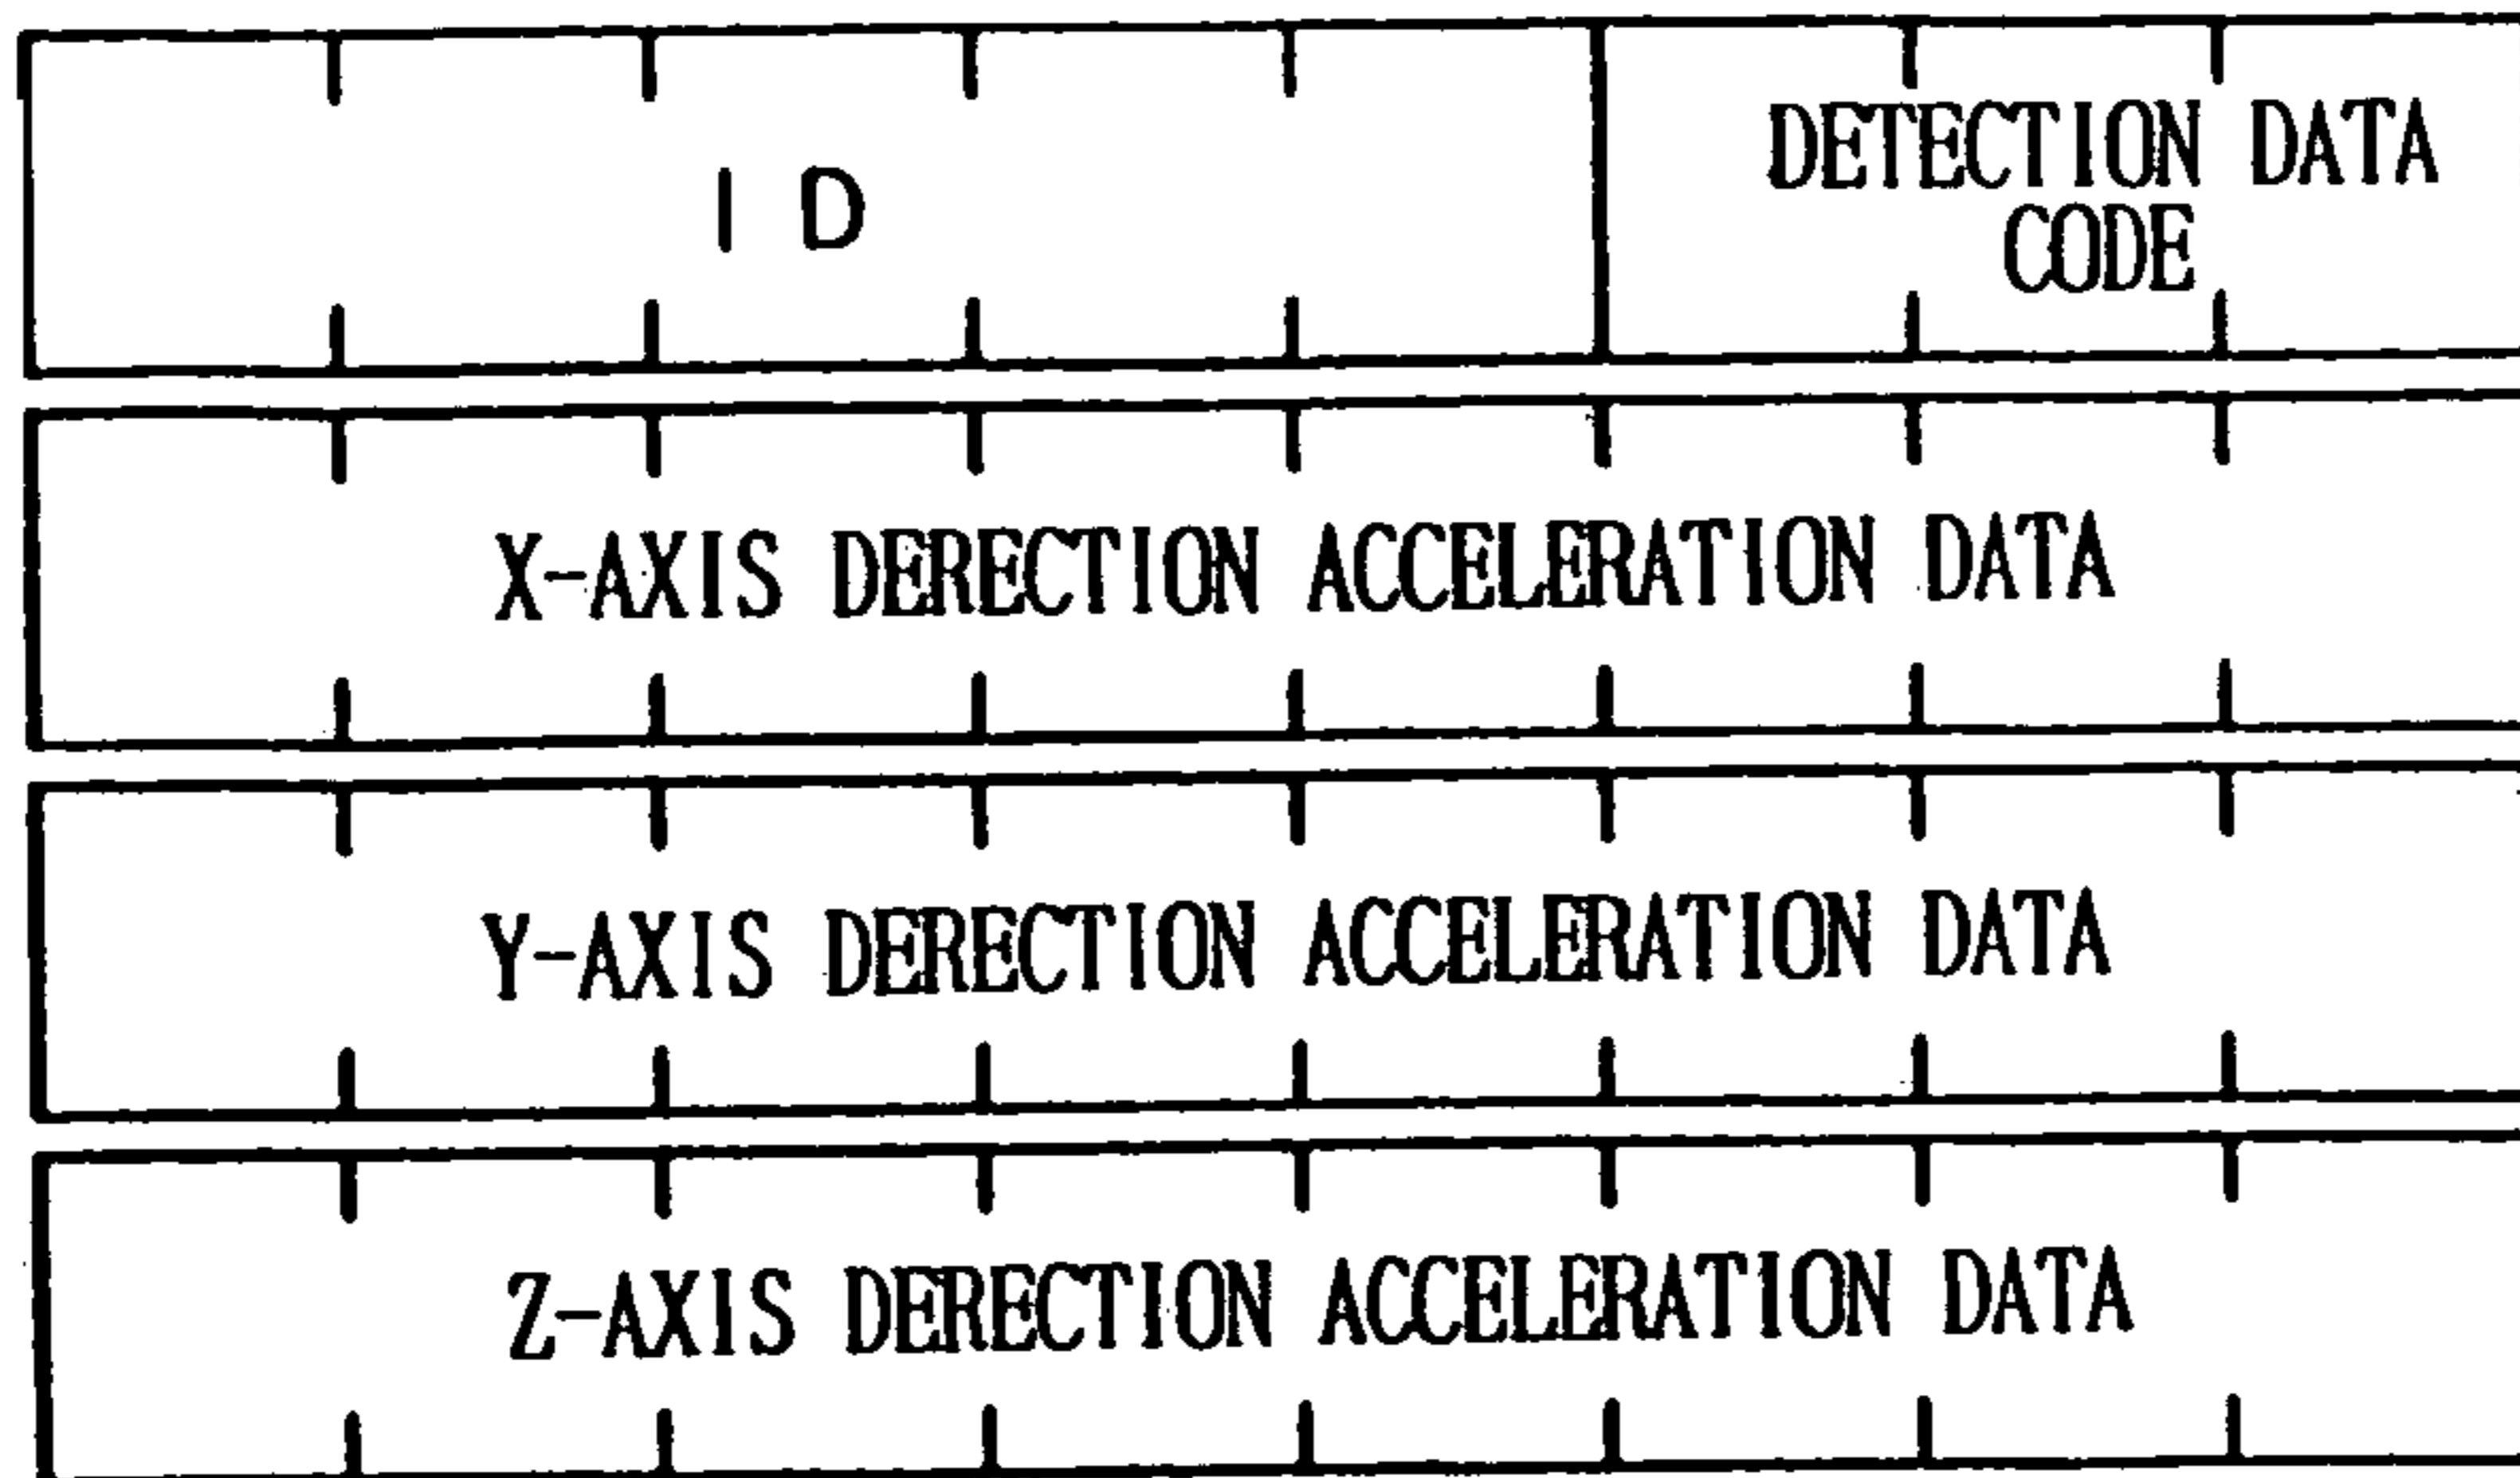 I D
DETECTION DATA
CODE
X-AXIS DERECTION ACCELERATION DATA
Y-AXIS DERECTION ACCELERATION DATA
Z-AXIS DERECTION ACCELERATION DATA